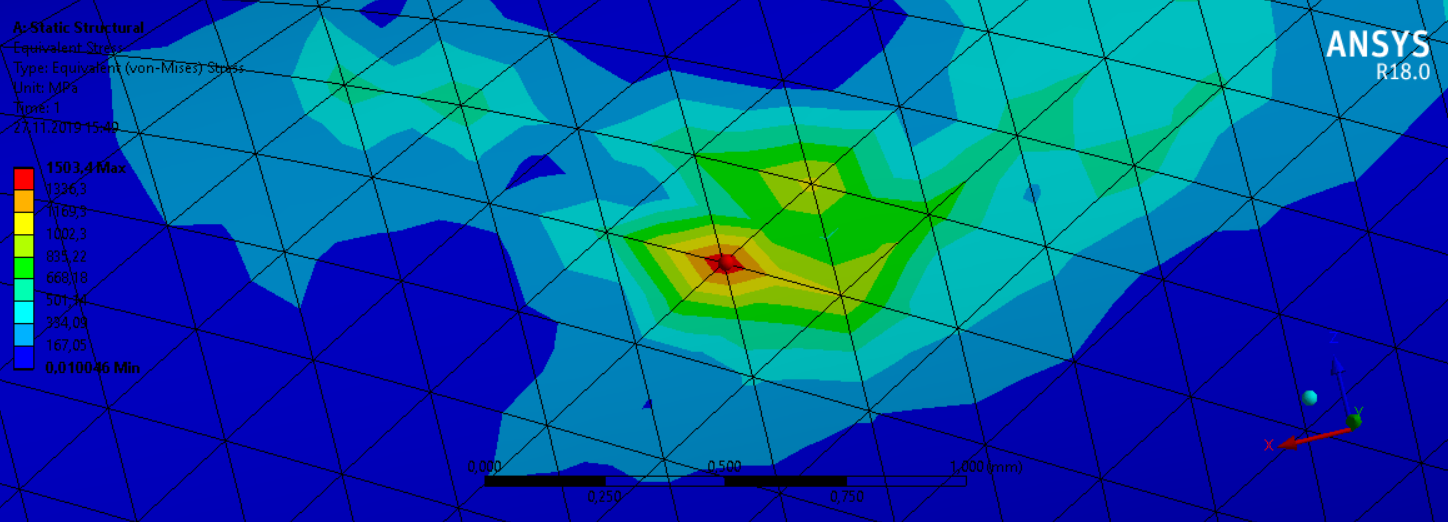 A: Static Structural
Equivalent Stress
Type: Equivalent (von-Mises) Stress
Unit: MPa
Time: 1
27.11.2019 15:49
ANSYS
R18.0
1503,4 Max
1336,3
1169,3
1002,3
835,22
668,18
501,14
334,09
167,05
0,010046 Min
0,000
0,500
1,000 (mm)
0,250
0,750
Y
X